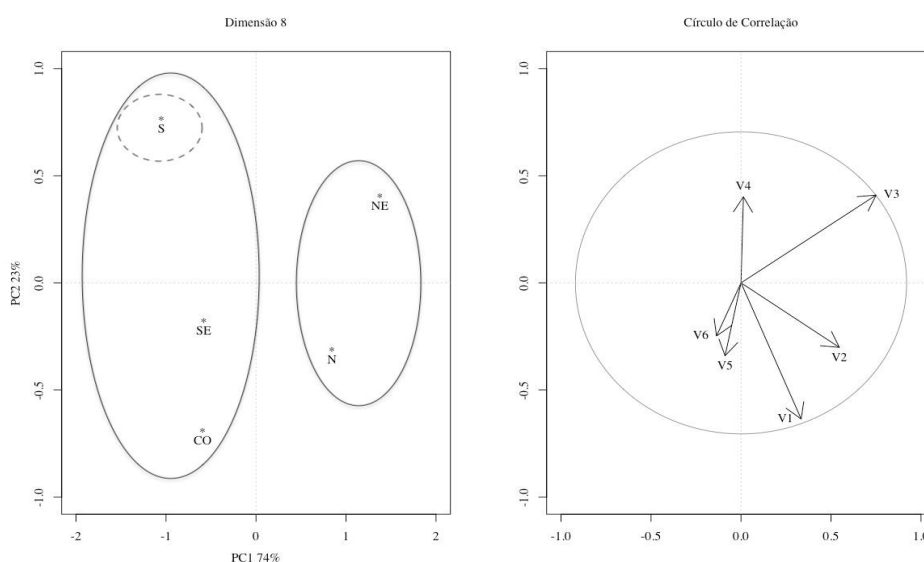 Dimensão 8
PC2 23%
1.0
0.5
0.0
-0.5
-1.0
*
S
*
NE
*
SE
*
N
*
CO
-2 -1 0 1 2
PC1 74%
Círculo de Correlação
1.0
0.5
0.0
-0.5
-1.0
V4
V3
V6
V2
V5
V1
-1.0 -0.5 0.0 0.5